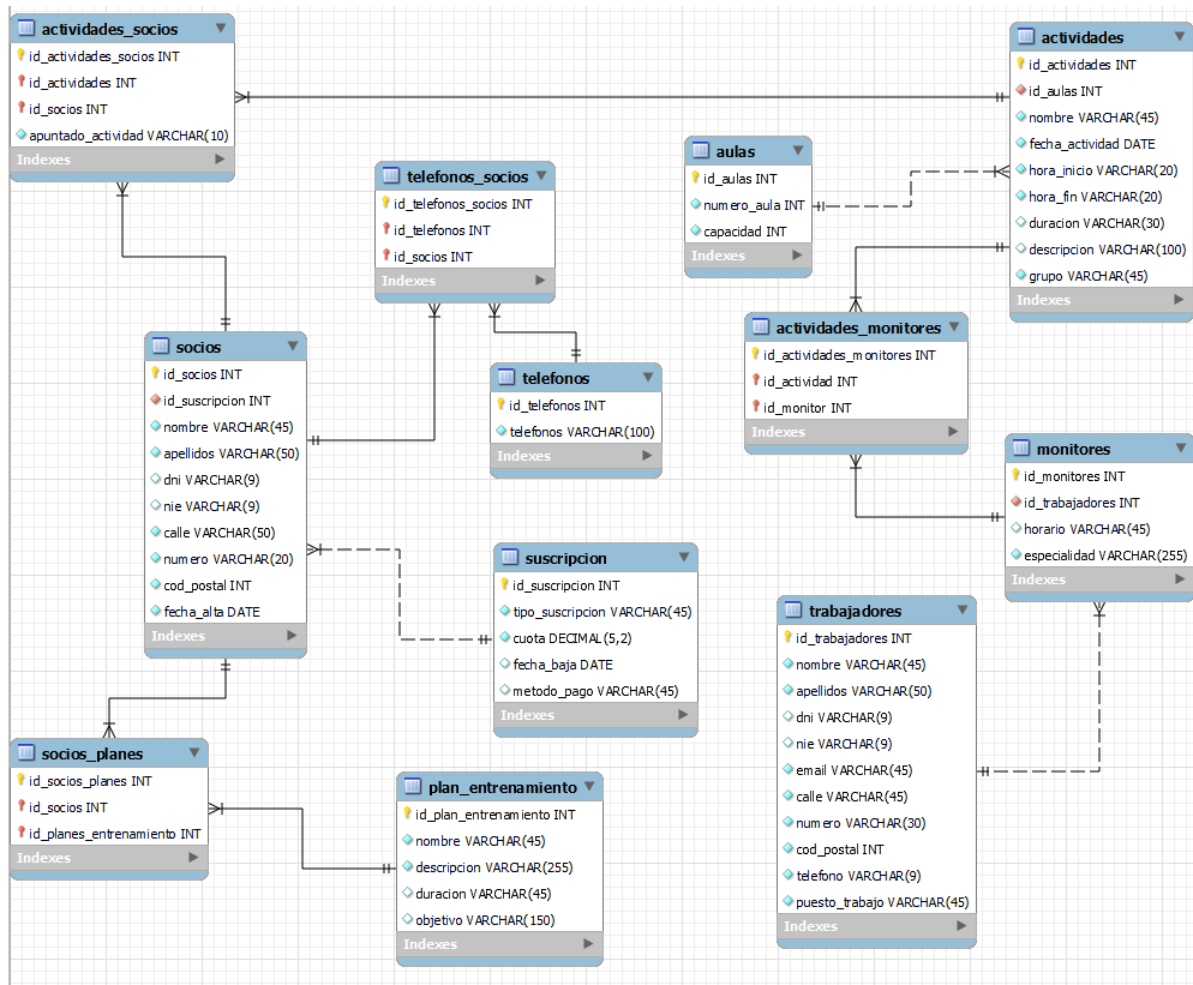 actividades_socios
id_actividades_socios INT
id_actividades INT
id_socios INT
apuntado_actividad VARCHAR(10)
Indexes
actividades
id_actividades INT
id_aulas INT
nombre VARCHAR(45)
fecha_actividad DATE
hora_inicio VARCHAR(20)
hora_fin VARCHAR(20)
duracion VARCHAR(30)
descripcion VARCHAR(100)
grupo VARCHAR(45)
Indexes
aulas
id_aulas INT
numero_aula INT
capacidad INT
Indexes
telefonos_socios
id_telefonos_socios INT
id_telefonos INT
id_socios INT
Indexes
actividades_monitores
id_actividades_monitores INT
id_actividad INT
id_monitor INT
Indexes
socios
id_socios INT
id_suscripcion INT
nombre VARCHAR(45)
apellidos VARCHAR(50)
dni VARCHAR(9)
nie VARCHAR(9)
calle VARCHAR(50)
numero VARCHAR(20)
cod_postal INT
fecha_alta DATE
Indexes
telefonos
id_telefonos INT
telefonos VARCHAR(100)
Indexes
monitores
id_monitores INT
id_trabajadores INT
horario VARCHAR(45)
especialidad VARCHAR(255)
Indexes
suscripcion
id_suscripcion INT
tipo_suscripcion VARCHAR(45)
cuota DECIMAL(5,2)
fecha_baja DATE
metodo_pago VARCHAR(45)
Indexes
trabajadores
id_trabajadores INT
nombre VARCHAR(45)
apellidos VARCHAR(50)
dni VARCHAR(9)
nie VARCHAR(9)
email VARCHAR(45)
calle VARCHAR(45)
numero VARCHAR(30)
cod_postal INT
telefono VARCHAR(9)
puesto_trabajo VARCHAR(45)
Indexes
socios_planes
id_socios_planes INT
id_socios INT
id_planes_entrenamiento INT
Indexes
plan_entrenamiento
id_plan_entrenamiento INT
nombre VARCHAR(45)
descripcion VARCHAR(255)
duracion VARCHAR(45)
objetivo VARCHAR(150)
Indexes